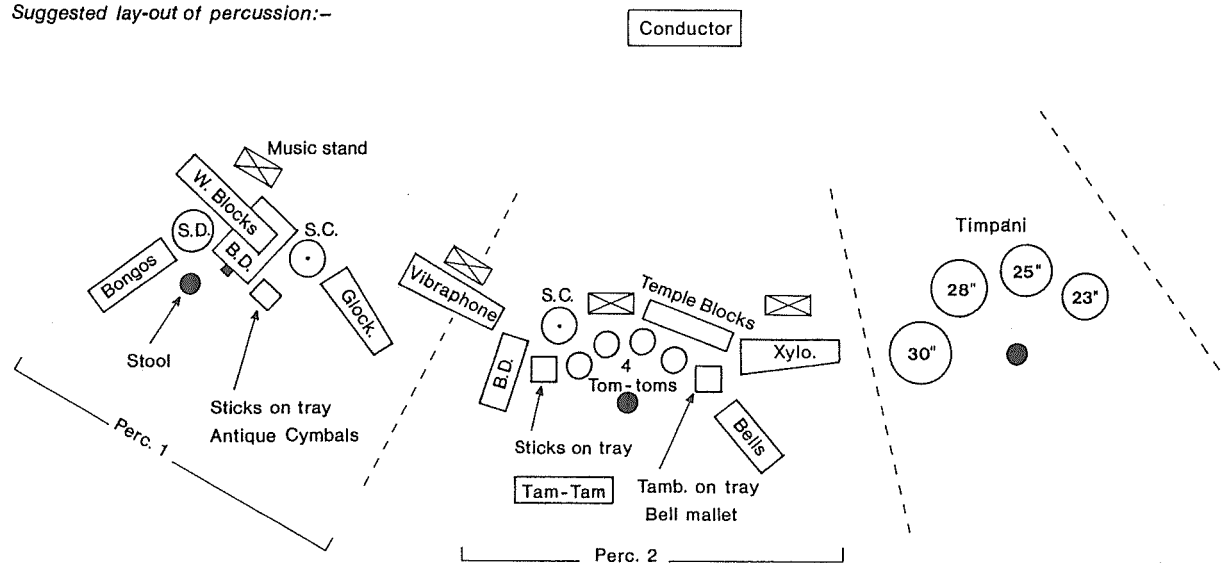 Suggested lay-out of percussion:–
Conductor
Music stand
W. Blocks
S.D.
B.D.
S.C.
Bongos
Glock.
Stool
Sticks on tray
Antique Cymbals
Perc. 1
Vibraphone
S.C.
Temple Blocks
B.D.
4
Tom-toms
Xylo.
Bells
Sticks on tray
Tam-Tam
Tamb. on tray
Bell mallet
Perc. 2
Timpani
30"
28"
25"
23"